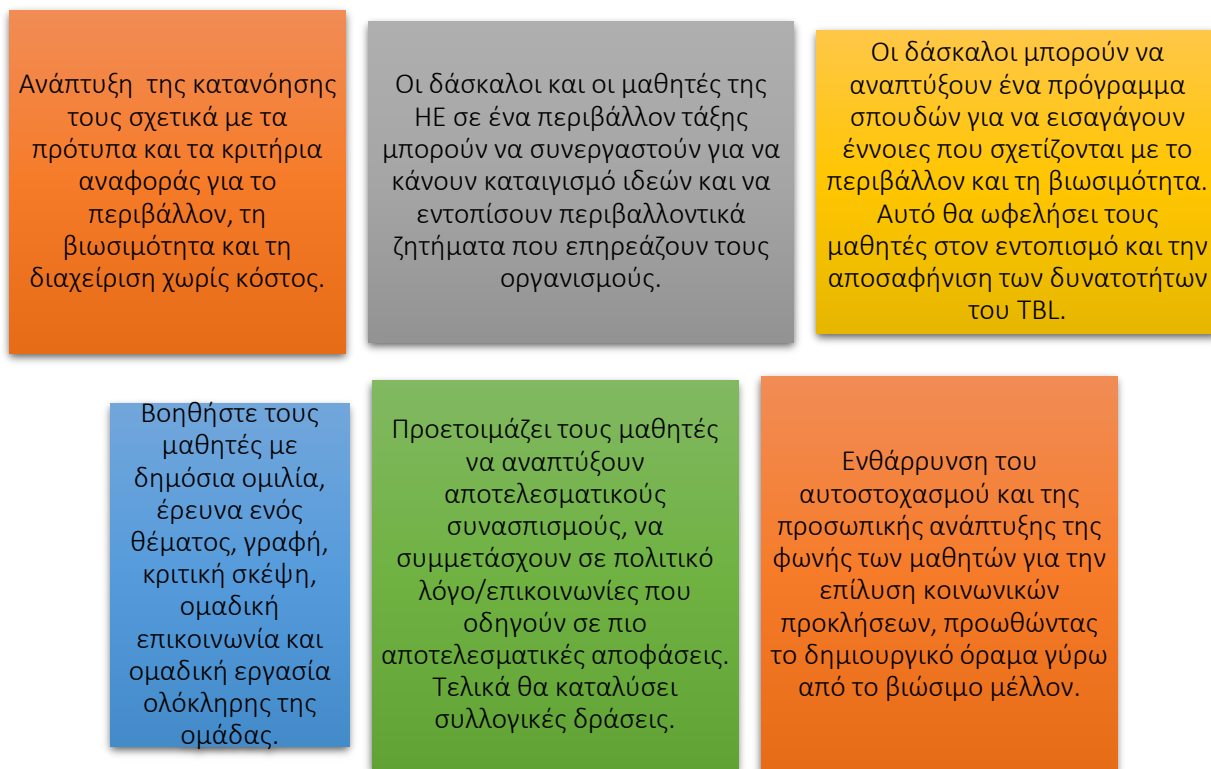 Ανάπτυξη της κατανόησης
τους σχετικά με τα
πρότυπα και τα κριτήρια
αναφοράς για το
περιβάλλον, τη
βιωσιμότητα και τη
διαχείριση χωρίς κόστος.
Οι δάσκαλοι και οι μαθητές της
HE σε ένα περιβάλλον τάξης
μπορούν να συνεργαστούν για να
κάνουν καταιγισμό ιδεών και να
εντοπίσουν περιβαλλοντικά
ζητήματα που επηρεάζουν τους
οργανισμούς.
Οι δάσκαλοι μπορούν να
αναπτύξουν ένα πρόγραμμα
σπουδών για να εισαγάγουν
έννοιες που σχετίζονται με το
περιβάλλον και τη βιωσιμότητα.
Αυτό θα ωφελήσει τους
μαθητές στον εντοπισμό και την
αποσαφήνιση των δυνατοτήτων
του TBL.
Βοηθήστε τους
μαθητές με
δημόσια ομιλία,
έρευνα ενός
θέματος, γραφή,
κριτική σκέψη,
ομαδική
επικοινωνία και
ομαδική εργασία
ολόκληρης της
ομάδας.
Προετοιμάζει τους μαθητές
να αναπτύξουν
αποτελεσματικούς
συνασπισμούς, να
συμμετάσχουν σε πολιτικό
λόγο/επικοινωνίες που
οδηγούν σε πιο
αποτελεσματικές αποφάσεις.
Τελικά θα καταλύσει
συλλογικές δράσεις.
Ενθάρρυνση του
αυτοστοχασμού και της
προσωπικής ανάπτυξης της
φωνής των μαθητών για την
επίλυση κοινωνικών
προκλήσεων, προωθώντας
το δημιουργικό όραμα γύρω
από το βιώσιμο μέλλον.